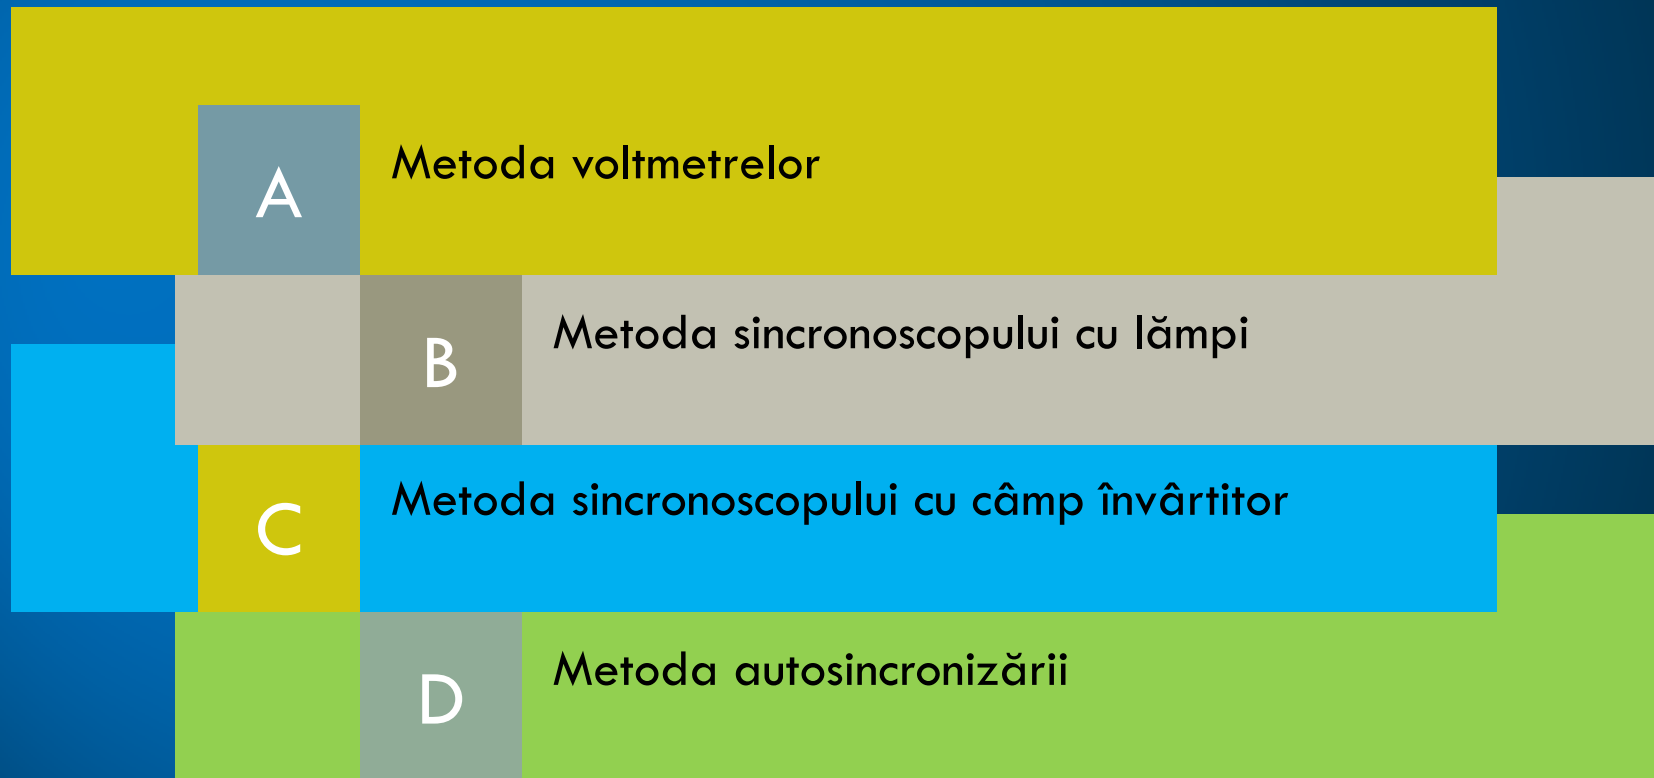 A Metoda voltmetrelor
B Metoda sincronoscopului cu lămpi
C Metoda sincronoscopului cu câmp învârtitor
D Metoda autosincronizării